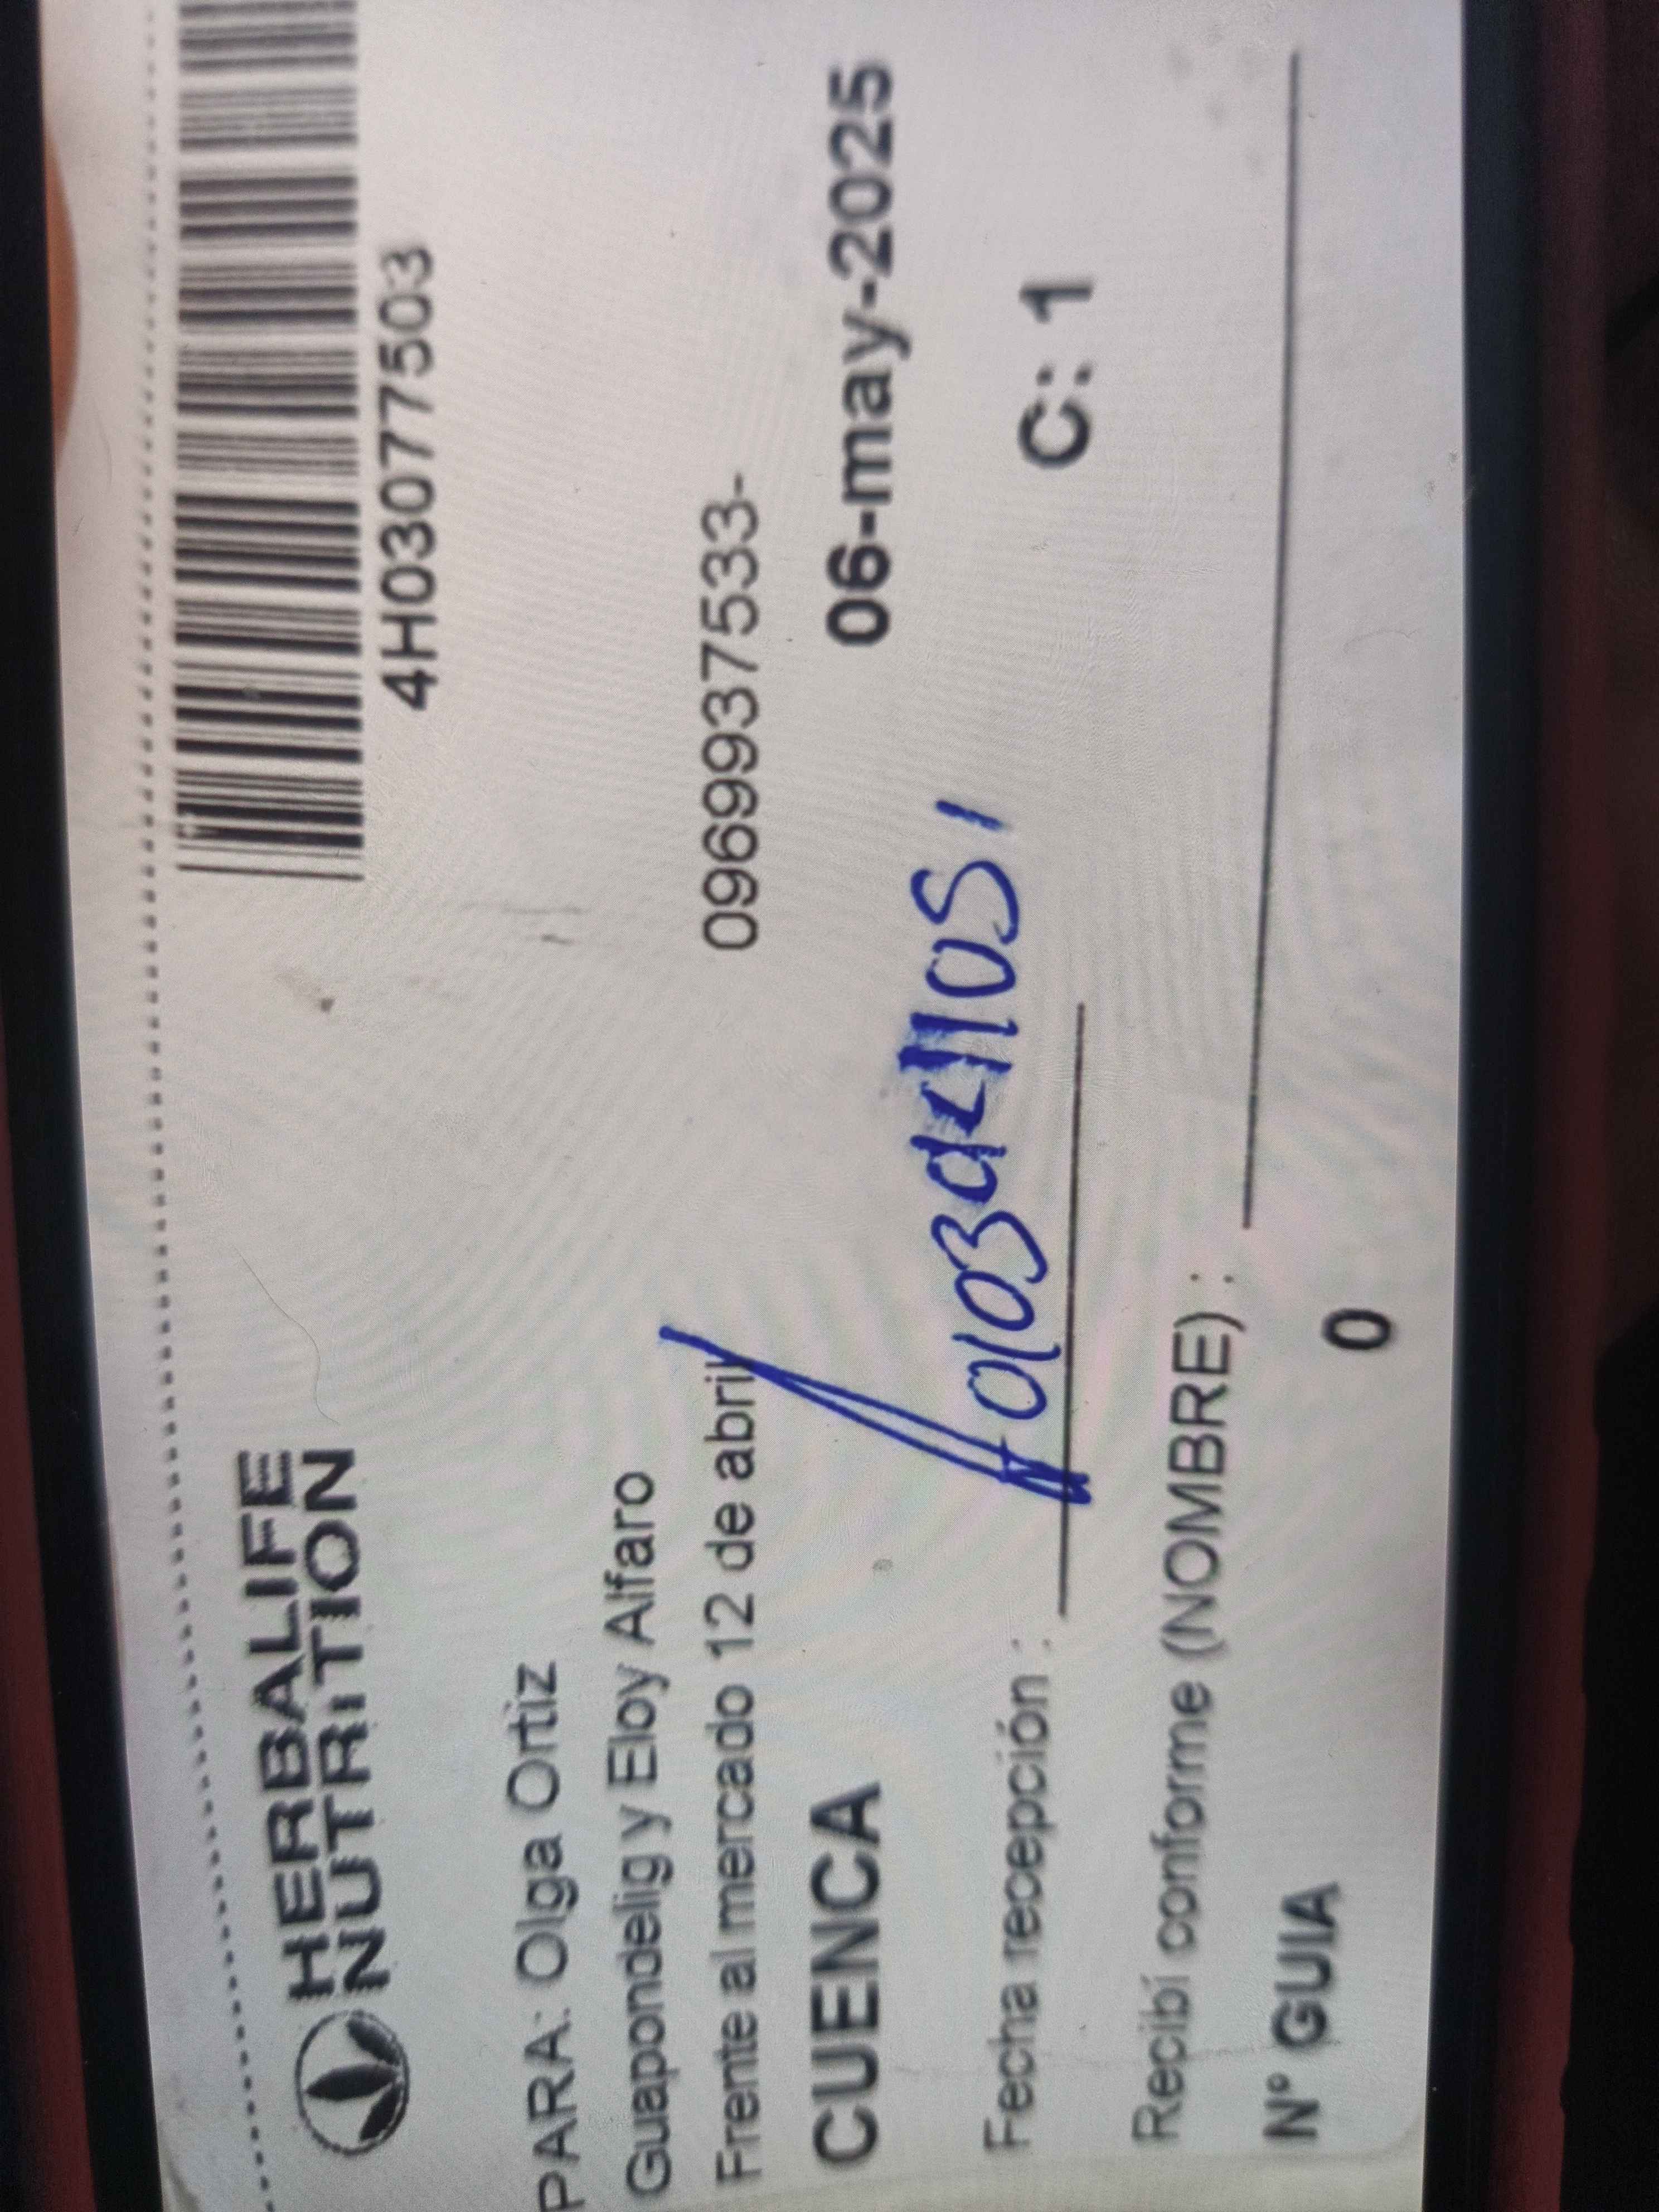 HERBALIFE
NUTRITION
4H03077503
PARA: Olga Ortiz
Guapondelig y Eloy Alfaro
Frente al mercado 12 de abril
0969937533-
CUENCA
06-may-2025
Fecha recepción :
C: 1
Recibí conforme (NOMBRE) :
N° GUIA
0